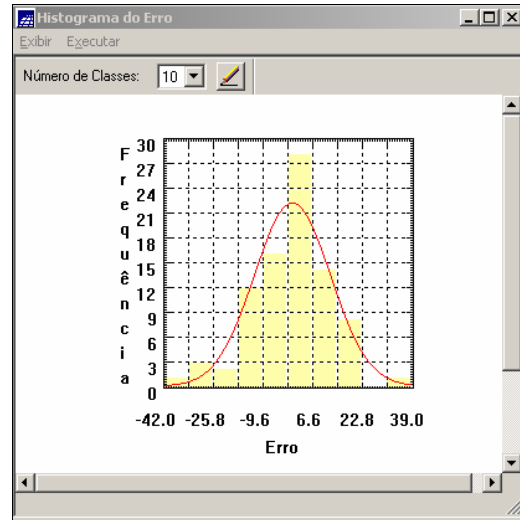 Histograma do Erro
Exibir Executar
Número de Classes: 10
Frequência
30
27
24
21
18
15
12
9
6
3
0
-42.0 -25.8 -9.6 6.6 22.8 39.0
Erro